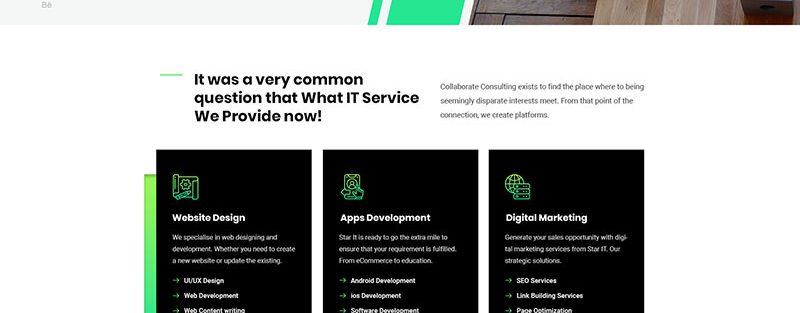 Bē
It was a very common
question that What IT Service
We Provide now!
Collaborate Consulting exists to find the place where to being
seemingly disparate interests meet. From that point of the
connection, we create platforms.
Website Design
We specialise in web designing and
development. Whether you need to create
a new website or update the existing.
UI/UX Design
Web Development
Web Content writing
Apps Development
Star It is ready to go the extra mile to
ensure that your requirement is fulfilled.
From eCommerce to education.
Android Development
ios Development
Software Development
Digital Marketing
Generate your sales opportunity with digi-
tal marketing services from Star IT. Our
strategic solutions.
SEO Services
Link Building Services
Page Optimization